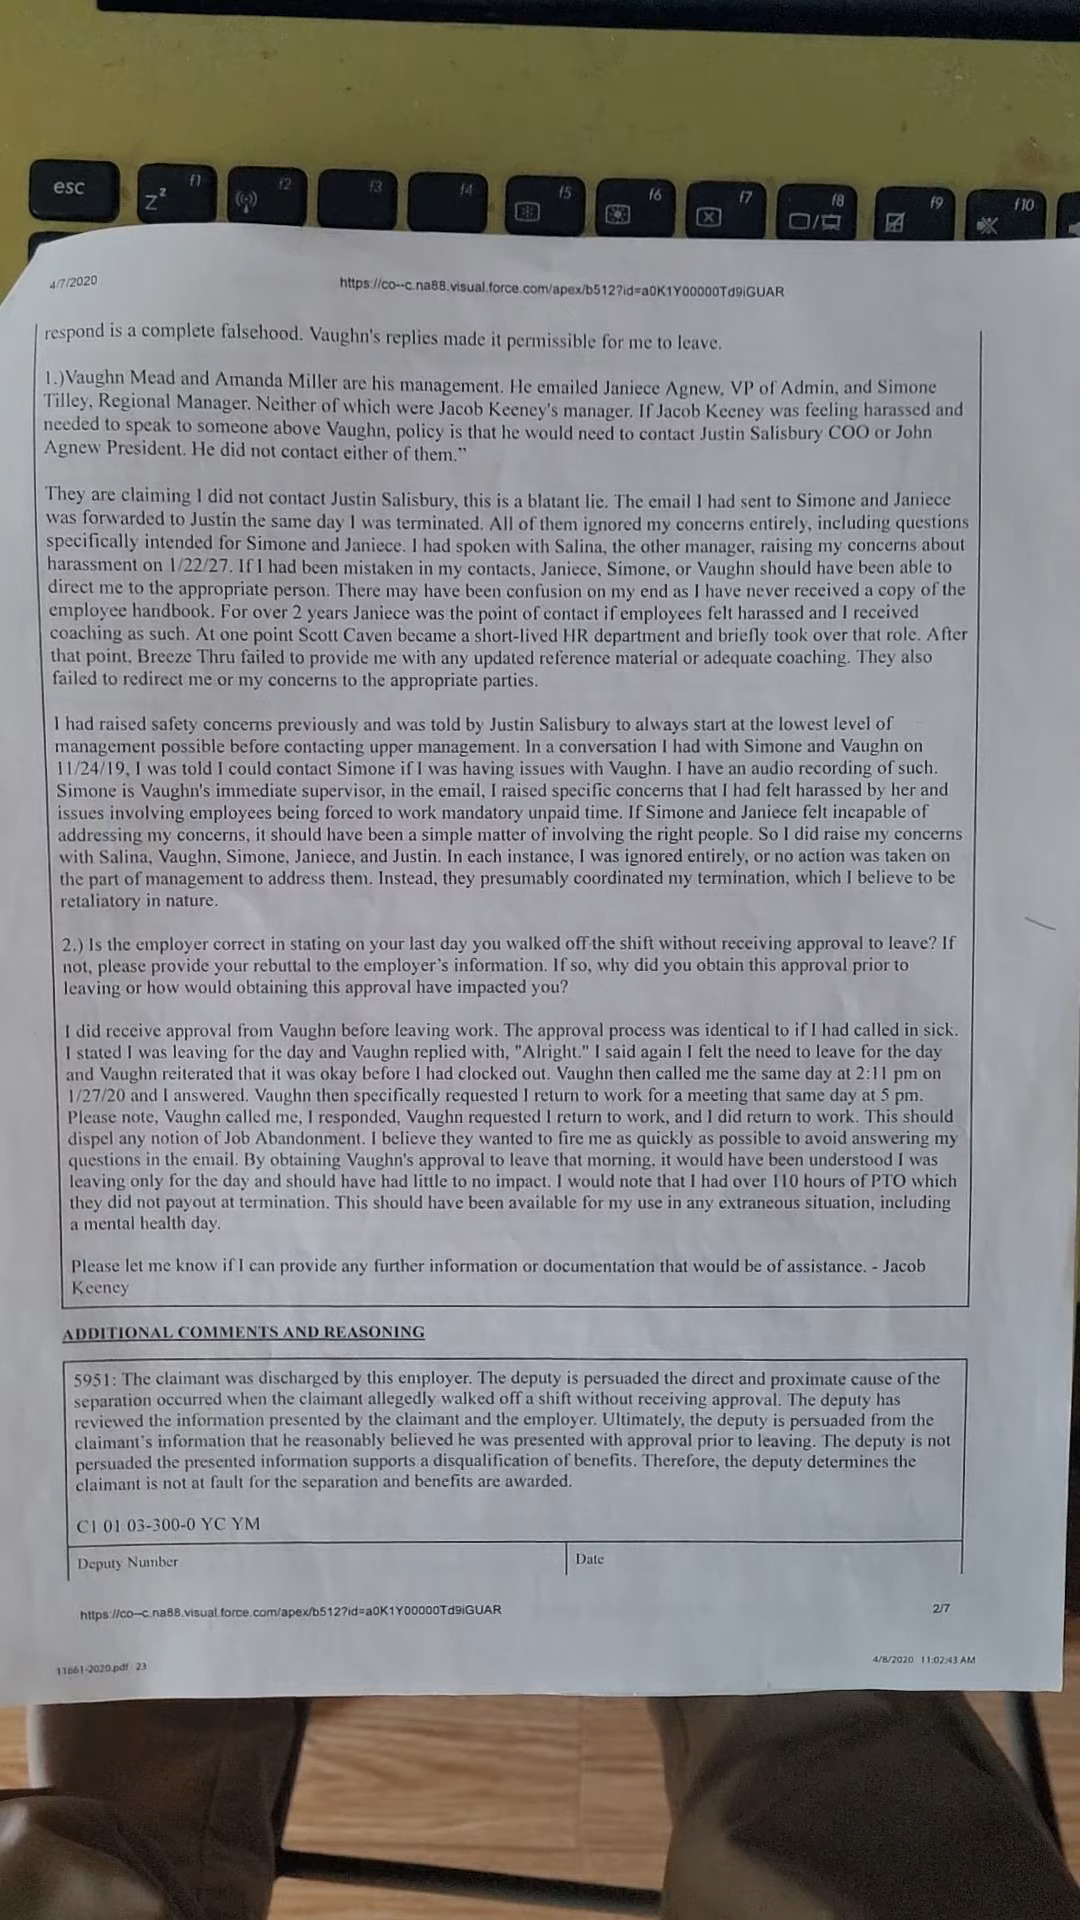 esc
z z
f1
f2
f3
f4
f5
f6
f7
f8
f9
f10
4/7/2020
https://co--c.na88.visual.force.com/apex/b512?id=a0K1Y00000Td9iGUAR
respond is a complete falsehood. Vaughn's replies made it permissible for me to leave.
1.)Vaughn Mead and Amanda Miller are his management. He emailed Janiece Agnew, VP of Admin, and Simone
Tilley, Regional Manager. Neither of which were Jacob Keeney's manager. If Jacob Keeney was feeling harassed and
needed to speak to someone above Vaughn, policy is that he would need to contact Justin Salisbury COO or John
Agnew President. He did not contact either of them.”
They are claiming I did not contact Justin Salisbury, this is a blatant lie. The email I had sent to Simone and Janiece
was forwarded to Justin the same day I was terminated. All of them ignored my concerns entirely, including questions
specifically intended for Simone and Janiece. I had spoken with Salina, the other manager, raising my concerns about
harassment on 1/22/27. If I had been mistaken in my contacts, Janiece, Simone, or Vaughn should have been able to
direct me to the appropriate person. There may have been confusion on my end as I have never received a copy of the
employee handbook. For over 2 years Janiece was the point of contact if employees felt harassed and I received
coaching as such. At one point Scott Caven became a short-lived HR department and briefly took over that role. After
that point, Breeze Thru failed to provide me with any updated reference material or adequate coaching. They also
failed to redirect me or my concerns to the appropriate parties.
I had raised safety concerns previously and was told by Justin Salisbury to always start at the lowest level of
management possible before contacting upper management. In a conversation I had with Simone and Vaughn on
11/24/19, I was told I could contact Simone if I was having issues with Vaughn. I have an audio recording of such.
Simone is Vaughn's immediate supervisor, in the email, I raised specific concerns that I had felt harassed by her and
issues involving employees being forced to work mandatory unpaid time. If Simone and Janiece felt incapable of
addressing my concerns, it should have been a simple matter of involving the right people. So I did raise my concerns
with Salina, Vaughn, Simone, Janiece, and Justin. In each instance, I was ignored entirely, or no action was taken on
the part of management to address them. Instead, they presumably coordinated my termination, which I believe to be
retaliatory in nature.
2.) Is the employer correct in stating on your last day you walked off the shift without receiving approval to leave? If
not, please provide your rebuttal to the employer’s information. If so, why did you obtain this approval prior to
leaving or how would obtaining this approval have impacted you?
I did receive approval from Vaughn before leaving work. The approval process was identical to if I had called in sick.
I stated I was leaving for the day and Vaughn replied with, "Alright." I said again I felt the need to leave for the day
and Vaughn reiterated that it was okay before I had clocked out. Vaughn then called me the same day at 2:11 pm on
1/27/20 and I answered. Vaughn then specifically requested I return to work for a meeting that same day at 5 pm.
Please note, Vaughn called me, I responded, Vaughn requested I return to work, and I did return to work. This should
dispel any notion of Job Abandonment. I believe they wanted to fire me as quickly as possible to avoid answering my
questions in the email. By obtaining Vaughn's approval to leave that morning, it would have been understood I was
leaving only for the day and should have had little to no impact. I would note that I had over 110 hours of PTO which
they did not payout at termination. This should have been available for my use in any extraneous situation, including
a mental health day.
Please let me know if I can provide any further information or documentation that would be of assistance. - Jacob
Keeney
ADDITIONAL COMMENTS AND REASONING
5951: The claimant was discharged by this employer. The deputy is persuaded the direct and proximate cause of the
separation occurred when the claimant allegedly walked off a shift without receiving approval. The deputy has
reviewed the information presented by the claimant and the employer. Ultimately, the deputy is persuaded from the
claimant’s information that he reasonably believed he was presented with approval prior to leaving. The deputy is not
persuaded the presented information supports a disqualification of benefits. Therefore, the deputy determines the
claimant is not at fault for the separation and benefits are awarded.
C1 01 03-300-0 YC YM
Deputy Number
Date
https://co--c.na88.visual.force.com/apex/b512?id=a0K1Y00000Td9iGUAR
2/7
11661-2020.pdf 23
4/8/2020 11:02:43 AM